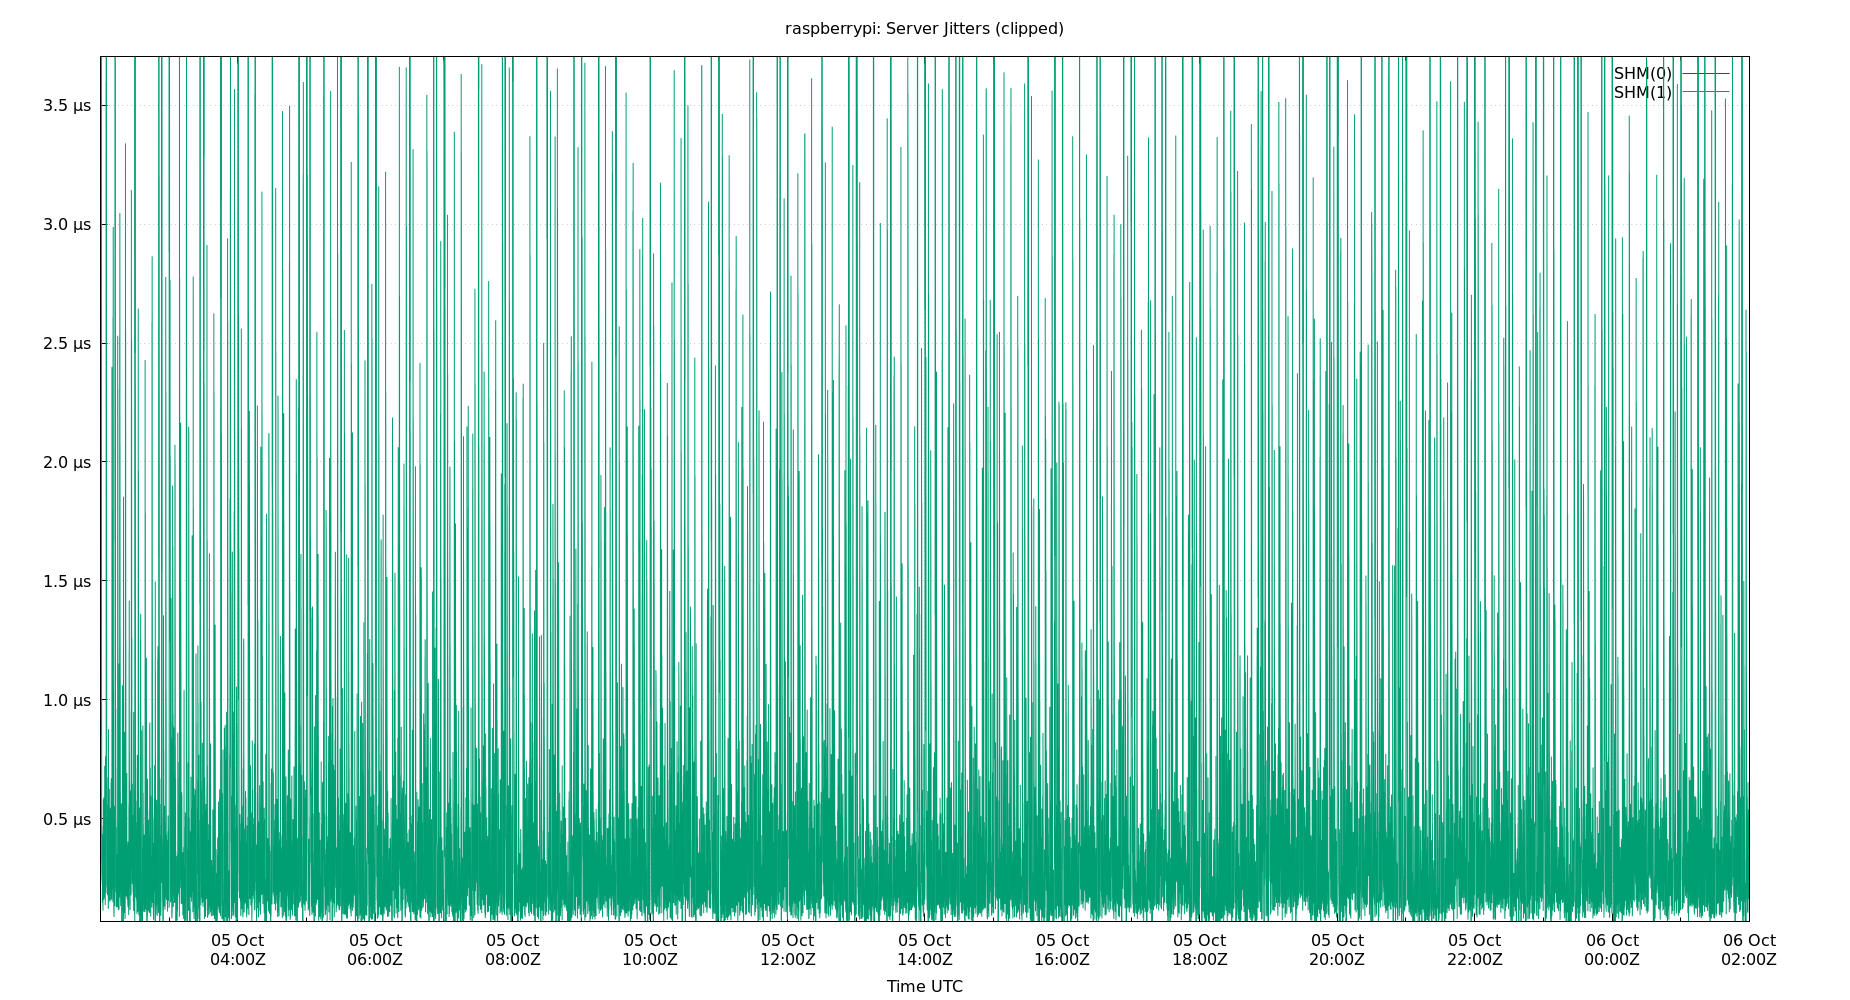 raspberrypi: Server Jitters (clipped)
SHM(0)
SHM(1)
3.5 µs
3.0 µs
2.5 µs
2.0 µs
1.5 µs
1.0 µs
0.5 µs
05 Oct 05 Oct 05 Oct 05 Oct 05 Oct 05 Oct 05 Oct 05 Oct 05 Oct 05 Oct 06 Oct 06 Oct
04:00Z 06:00Z 08:00Z 10:00Z 12:00Z 14:00Z 16:00Z 18:00Z 20:00Z 22:00Z 00:00Z 02:00Z
Time UTC